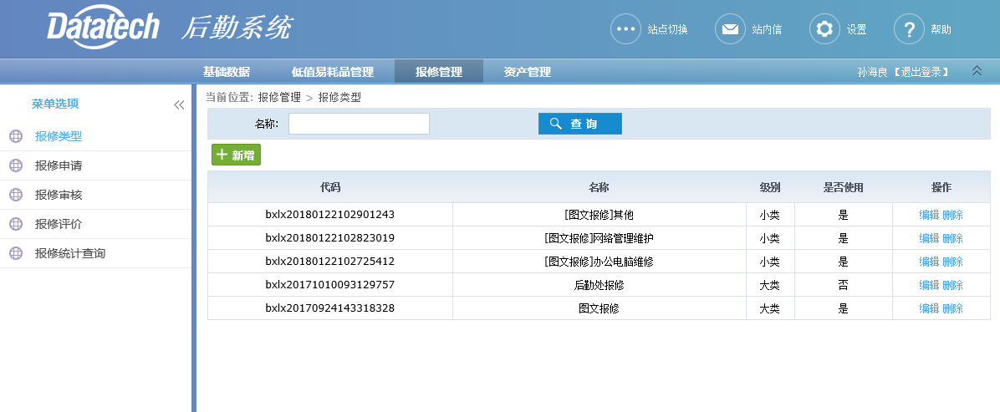 Datatech 后勤系统
站点切换 站内信 设置 ? 帮助
基础数据 低值易耗品管理 报修管理 资产管理 孙海良 【退出登录】
菜单选项
报修类型
报修申请
报修审核
报修评价
报修统计查询
当前位置: 报修管理 > 报修类型
名称: 查 询
新增
代码 名称 级别 是否使用 操作
bxlx20180122102901243 [图文报修]其他 小类 是 编辑 删除
bxlx20180122102823019 [图文报修]网络管理维护 小类 是 编辑 删除
bxlx20180122102725412 [图文报修]办公电脑维修 小类 是 编辑 删除
bxlx20171010093129757 后勤处报修 大类 否 编辑 删除
bxlx20170924143318328 图文报修 大类 是 编辑 删除